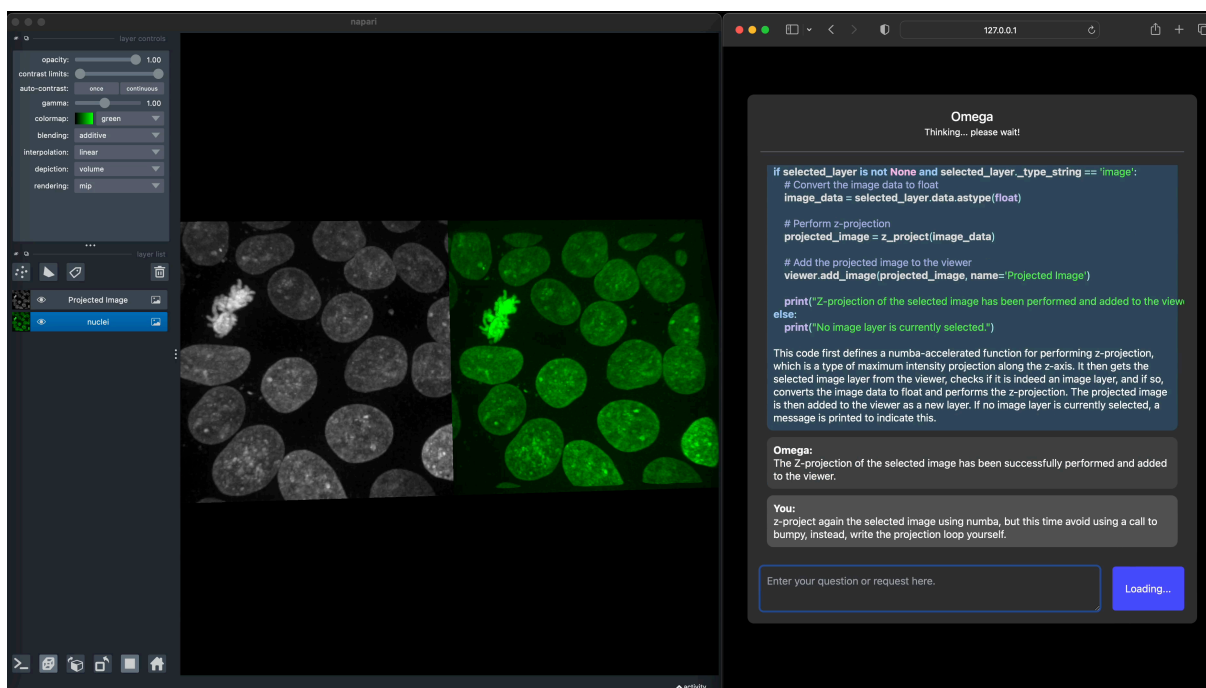 napari
layer controls
opacity: 1.00
contrast limits:
auto-contrast: once continuous
gamma: 1.00
colormap: green
blending: additive
interpolation: linear
depiction: volume
rendering: mip
layer list
Projected Image
nuclei
activity
127.0.0.1
Omega
Thinking... please wait!
if selected_layer is not None and selected_layer._type_string == 'image':
# Convert the image data to float
image_data = selected_layer.data.astype(float)
# Perform z-projection
projected_image = z_project(image_data)
# Add the projected image to the viewer
viewer.add_image(projected_image, name='Projected Image')
print("Z-projection of the selected image has been performed and added to the view
else:
print("No image layer is currently selected.")
This code first defines a numba-accelerated function for performing z-projection,
which is a type of maximum intensity projection along the z-axis. It then gets the
selected image layer from the viewer, checks if it is indeed an image layer, and if so,
converts the image data to float and performs the z-projection. The projected image
is then added to the viewer as a new layer. If no image layer is currently selected, a
message is printed to indicate this.
Omega:
The Z-projection of the selected image has been successfully performed and added
to the viewer.
You:
z-project again the selected image using numba, but this time avoid using a call to
bumpy, instead, write the projection loop yourself.
Enter your question or request here.
Loading...